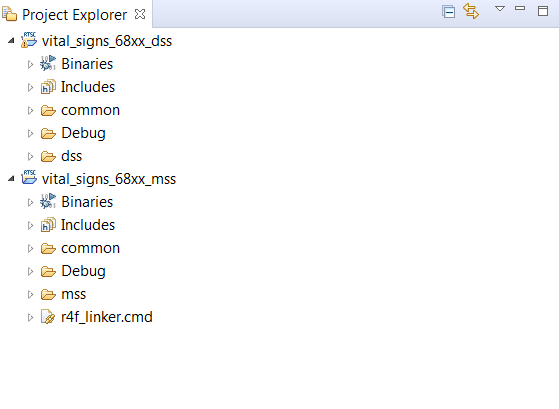 Project Explorer
vital_signs_68xx_dss
Binaries
Includes
common
Debug
dss
vital_signs_68xx_mss
Binaries
Includes
common
Debug
mss
r4f_linker.cmd